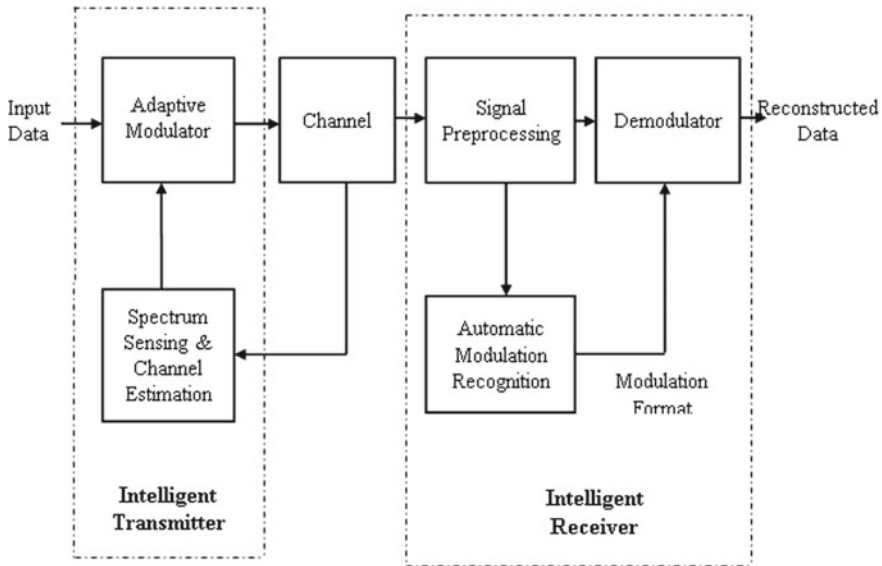 Input
Data
Adaptive
Modulator
Channel
Signal
Preprocessing
Demodulator
Reconstructed
Data
Spectrum
Sensing &
Channel
Estimation
Automatic
Modulation
Recognition
Modulation
Format
Intelligent
Transmitter
Intelligent
Receiver